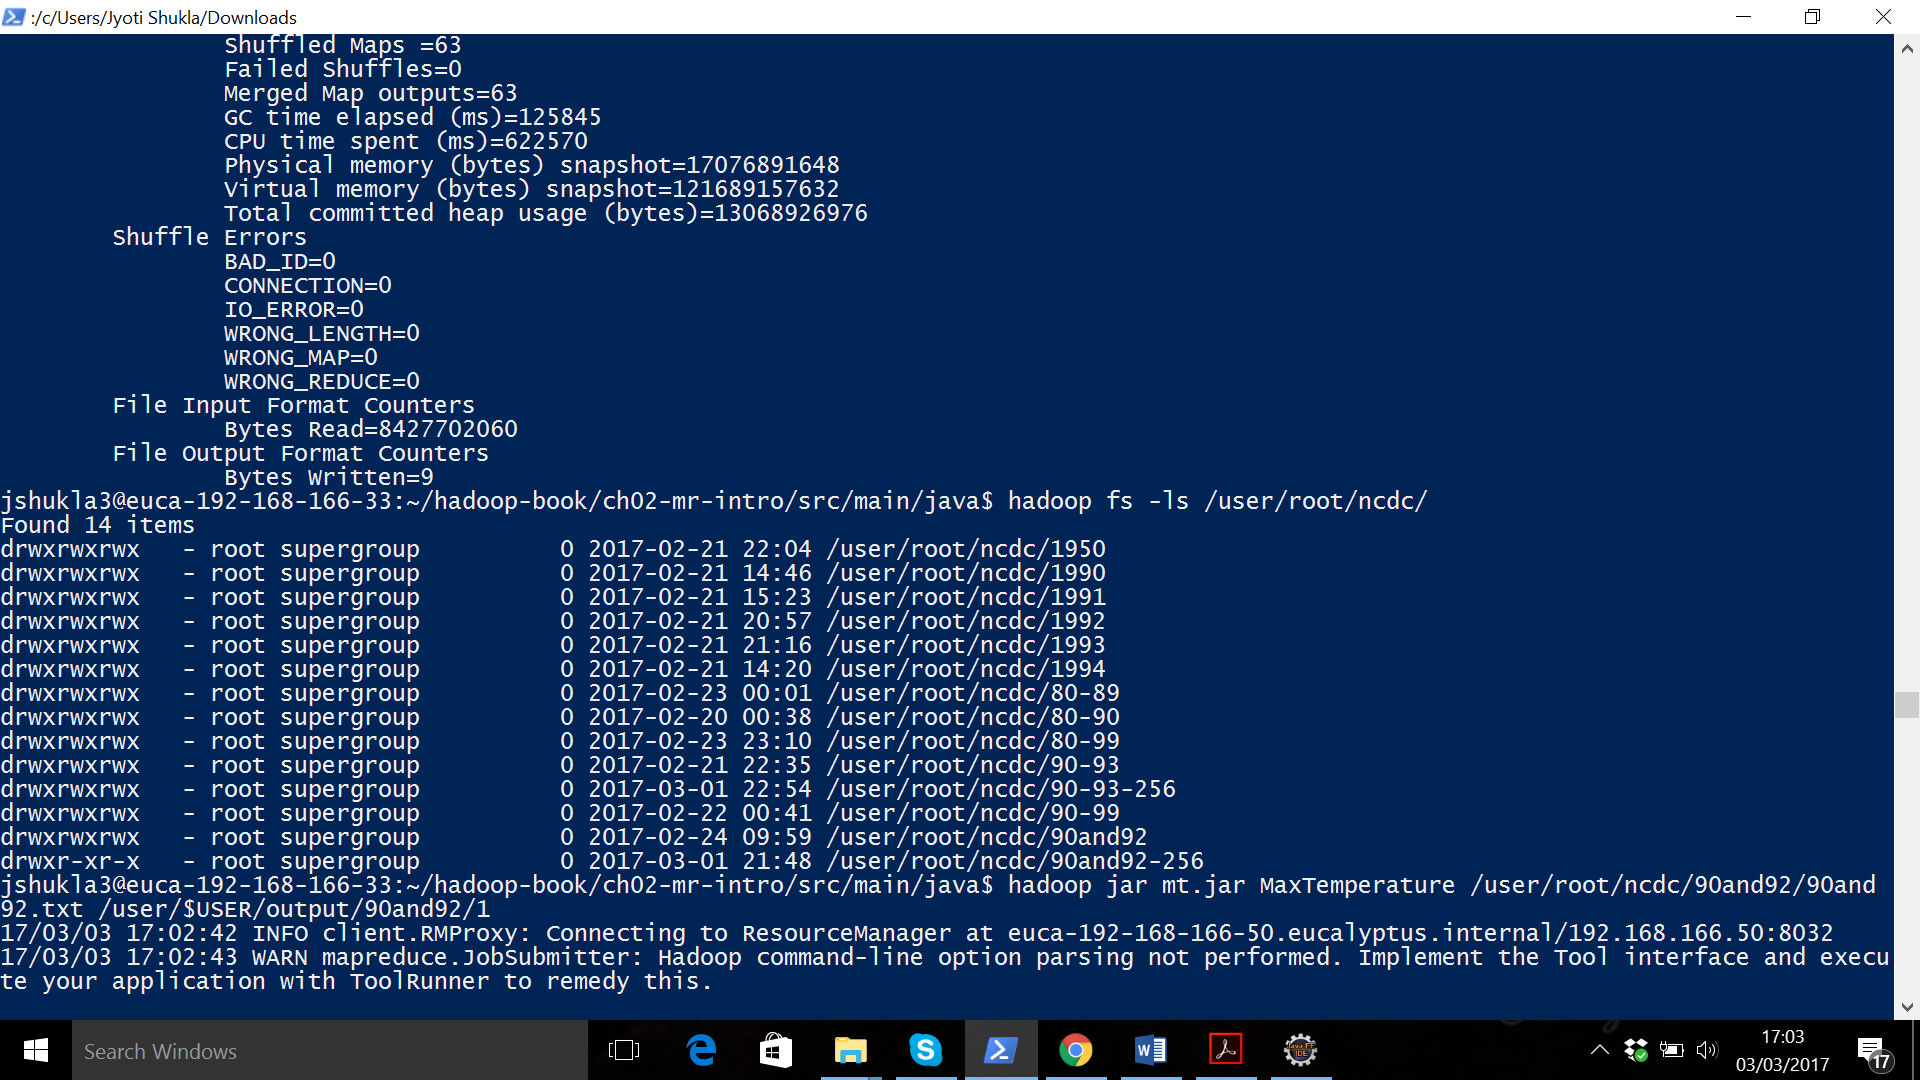 :/c/Users/Jyoti Shukla/Downloads
Shuffled Maps =63
Failed Shuffles=0
Merged Map outputs=63
GC time elapsed (ms)=125845
CPU time spent (ms)=622570
Physical memory (bytes) snapshot=17076891648
Virtual memory (bytes) snapshot=121689157632
Total committed heap usage (bytes)=13068926976
Shuffle Errors
BAD_ID=0
CONNECTION=0
IO_ERROR=0
WRONG_LENGTH=0
WRONG_MAP=0
WRONG_REDUCE=0
File Input Format Counters
Bytes Read=8427702060
File Output Format Counters
Bytes Written=9
jshukla3@euca-192-168-166-33:~/hadoop-book/ch02-mr-intro/src/main/java$ hadoop fs -ls /user/root/ncdc/
Found 14 items
drwxrwxrwx   - root supergroup          0 2017-02-21 22:04 /user/root/ncdc/1950
drwxrwxrwx   - root supergroup          0 2017-02-21 14:46 /user/root/ncdc/1990
drwxrwxrwx   - root supergroup          0 2017-02-21 15:23 /user/root/ncdc/1991
drwxrwxrwx   - root supergroup          0 2017-02-21 20:57 /user/root/ncdc/1992
drwxrwxrwx   - root supergroup          0 2017-02-21 21:16 /user/root/ncdc/1993
drwxrwxrwx   - root supergroup          0 2017-02-21 14:20 /user/root/ncdc/1994
drwxrwxrwx   - root supergroup          0 2017-02-23 00:01 /user/root/ncdc/80-89
drwxrwxrwx   - root supergroup          0 2017-02-20 00:38 /user/root/ncdc/80-90
drwxrwxrwx   - root supergroup          0 2017-02-23 23:10 /user/root/ncdc/80-99
drwxrwxrwx   - root supergroup          0 2017-02-21 22:35 /user/root/ncdc/90-93
drwxrwxrwx   - root supergroup          0 2017-03-01 22:54 /user/root/ncdc/90-93-256
drwxrwxrwx   - root supergroup          0 2017-02-22 00:41 /user/root/ncdc/90-99
drwxrwxrwx   - root supergroup          0 2017-02-24 09:59 /user/root/ncdc/90and92
drwxr-xr-x   - root supergroup          0 2017-03-01 21:48 /user/root/ncdc/90and92-256
jshukla3@euca-192-168-166-33:~/hadoop-book/ch02-mr-intro/src/main/java$ hadoop jar mt.jar MaxTemperature /user/root/ncdc/90and92/90and
92.txt /user/$USER/output/90and92/1
17/03/03 17:02:42 INFO client.RMProxy: Connecting to ResourceManager at euca-192-168-166-50.eucalyptus.internal/192.168.166.50:8032
17/03/03 17:02:43 WARN mapreduce.JobSubmitter: Hadoop command-line option parsing not performed. Implement the Tool interface and execu
te your application with ToolRunner to remedy this.
Search Windows
17:03
03/03/2017
17